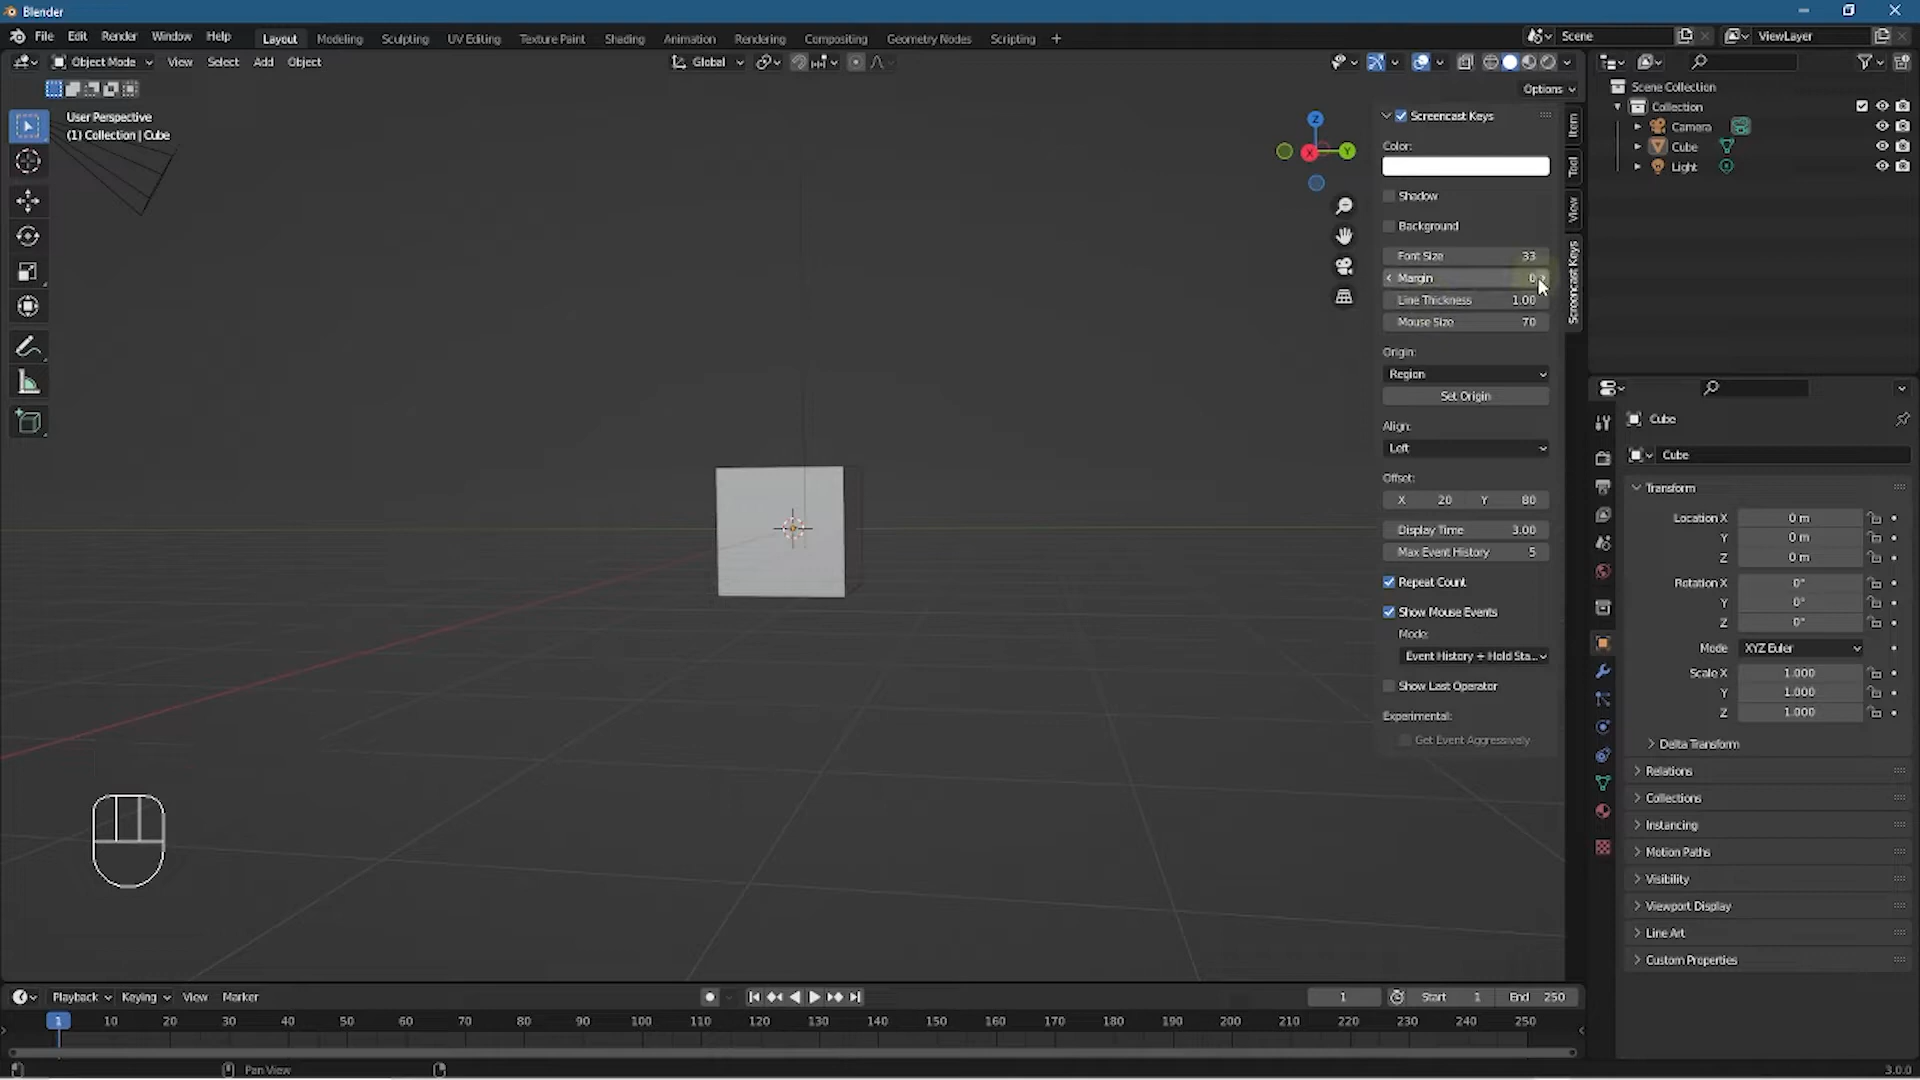 Blender
File Edit Render Window Help
Layout Modeling Sculpting UV Editing Texture Paint Shading Animation Rendering Compositing Geometry Nodes Scripting +
Scene
ViewLayer
Object Mode View Select Add Object
Global
Options
User Perspective
(1) Collection | Cube
Z
X
Y
Screencast Keys
Color:
Shadow
Background
Font Size 33
Margin 0
Line Thickness 1.00
Mouse Size 70
Origin:
Region
Set Origin
Align:
Left
Offset:
X 20 Y 80
Display Time 3.00
Max Event History 5
Repeat Count
Show Mouse Events
Mode:
Event History + Hold Sta...
Show Last Operator
Experimental:
Get Event Aggressively
Item
Tool
View
Screencast Keys
Scene Collection
Collection
Camera
Cube
Light
Cube
Cube
Transform
Location X 0 m
Y 0 m
Z 0 m
Rotation X 0°
Y 0°
Z 0°
Mode XYZ Euler
Scale X 1.000
Y 1.000
Z 1.000
Delta Transform
Relations
Collections
Instancing
Motion Paths
Visibility
Viewport Display
Line Art
Custom Properties
Playback Keying View Marker
1 Start 1 End 250
1 10 20 30 40 50 60 70 80 90 100 110 120 130 140 150 160 170 180 190 200 210 220 230 240 250
Pan View
3.0.0